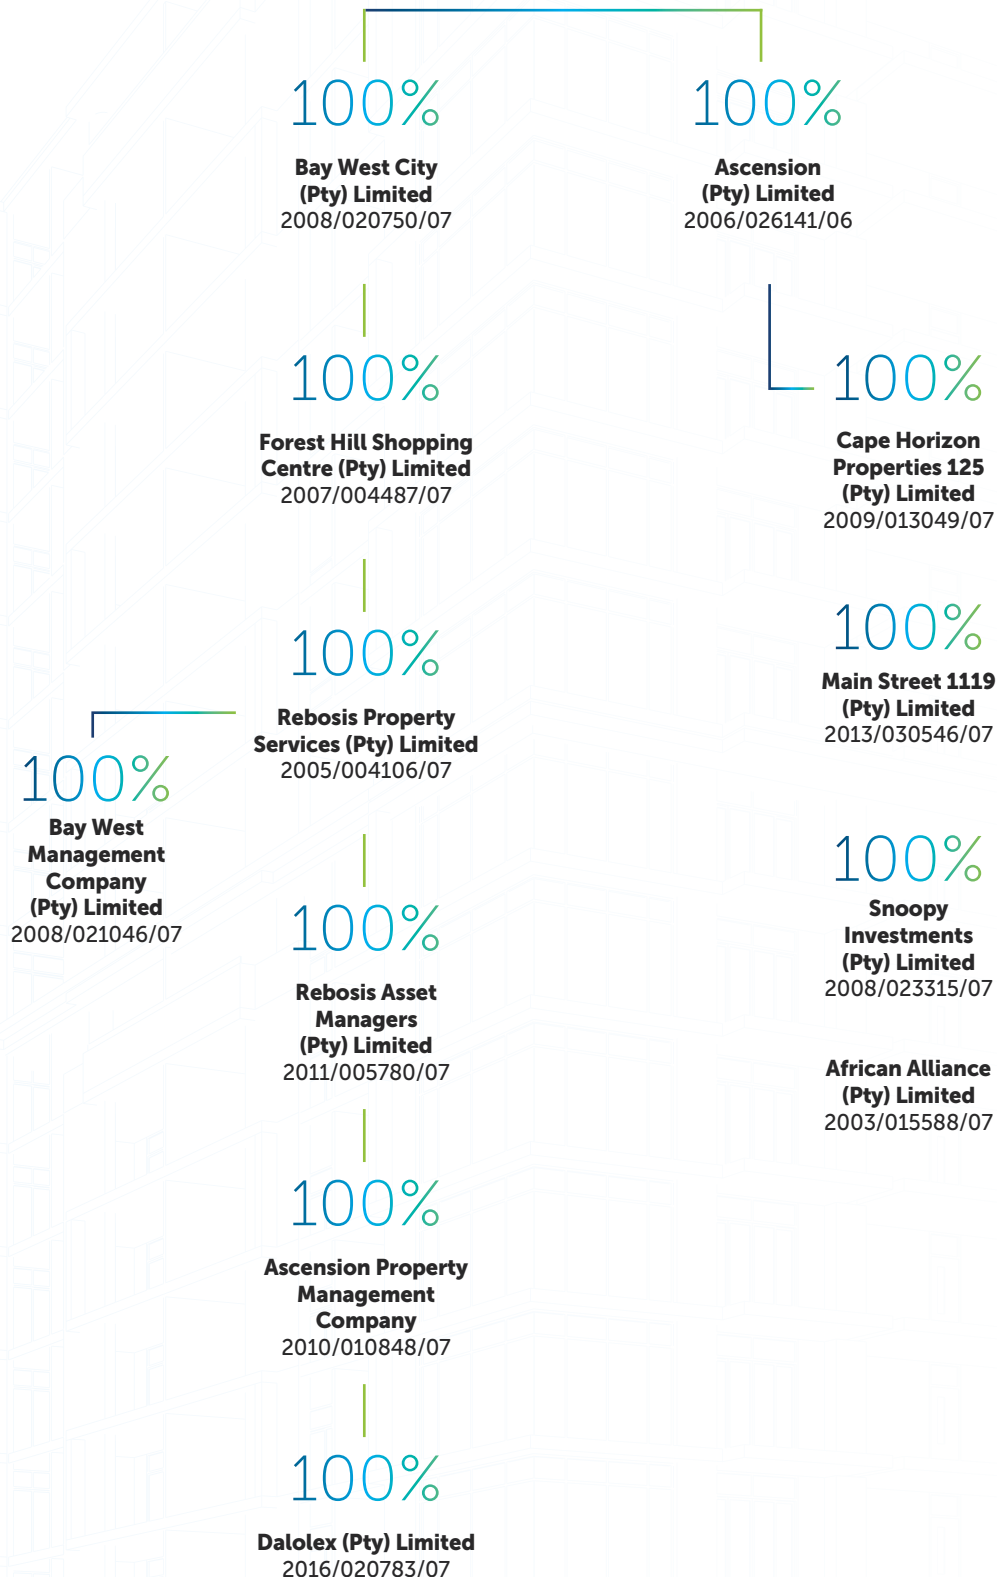 100%
Bay West City
(Pty) Limited
2008/020750/07
100%
Ascension
(Pty) Limited
2006/026141/06
100%
Forest Hill Shopping
Centre (Pty) Limited
2007/004487/07
100%
Cape Horizon
Properties 125
(Pty) Limited
2009/013049/07
100%
Rebosis Property
Services (Pty) Limited
2005/004106/07
100%
Main Street 1119
(Pty) Limited
2013/030546/07
100%
Bay West
Management
Company
(Pty) Limited
2008/021046/07
100%
Snoopy
Investments
(Pty) Limited
2008/023315/07
100%
Rebosis Asset
Managers
(Pty) Limited
2011/005780/07
African Alliance
(Pty) Limited
2003/015588/07
100%
Ascension Property
Management
Company
2010/010848/07
100%
Dalolex (Pty) Limited
2016/020783/07